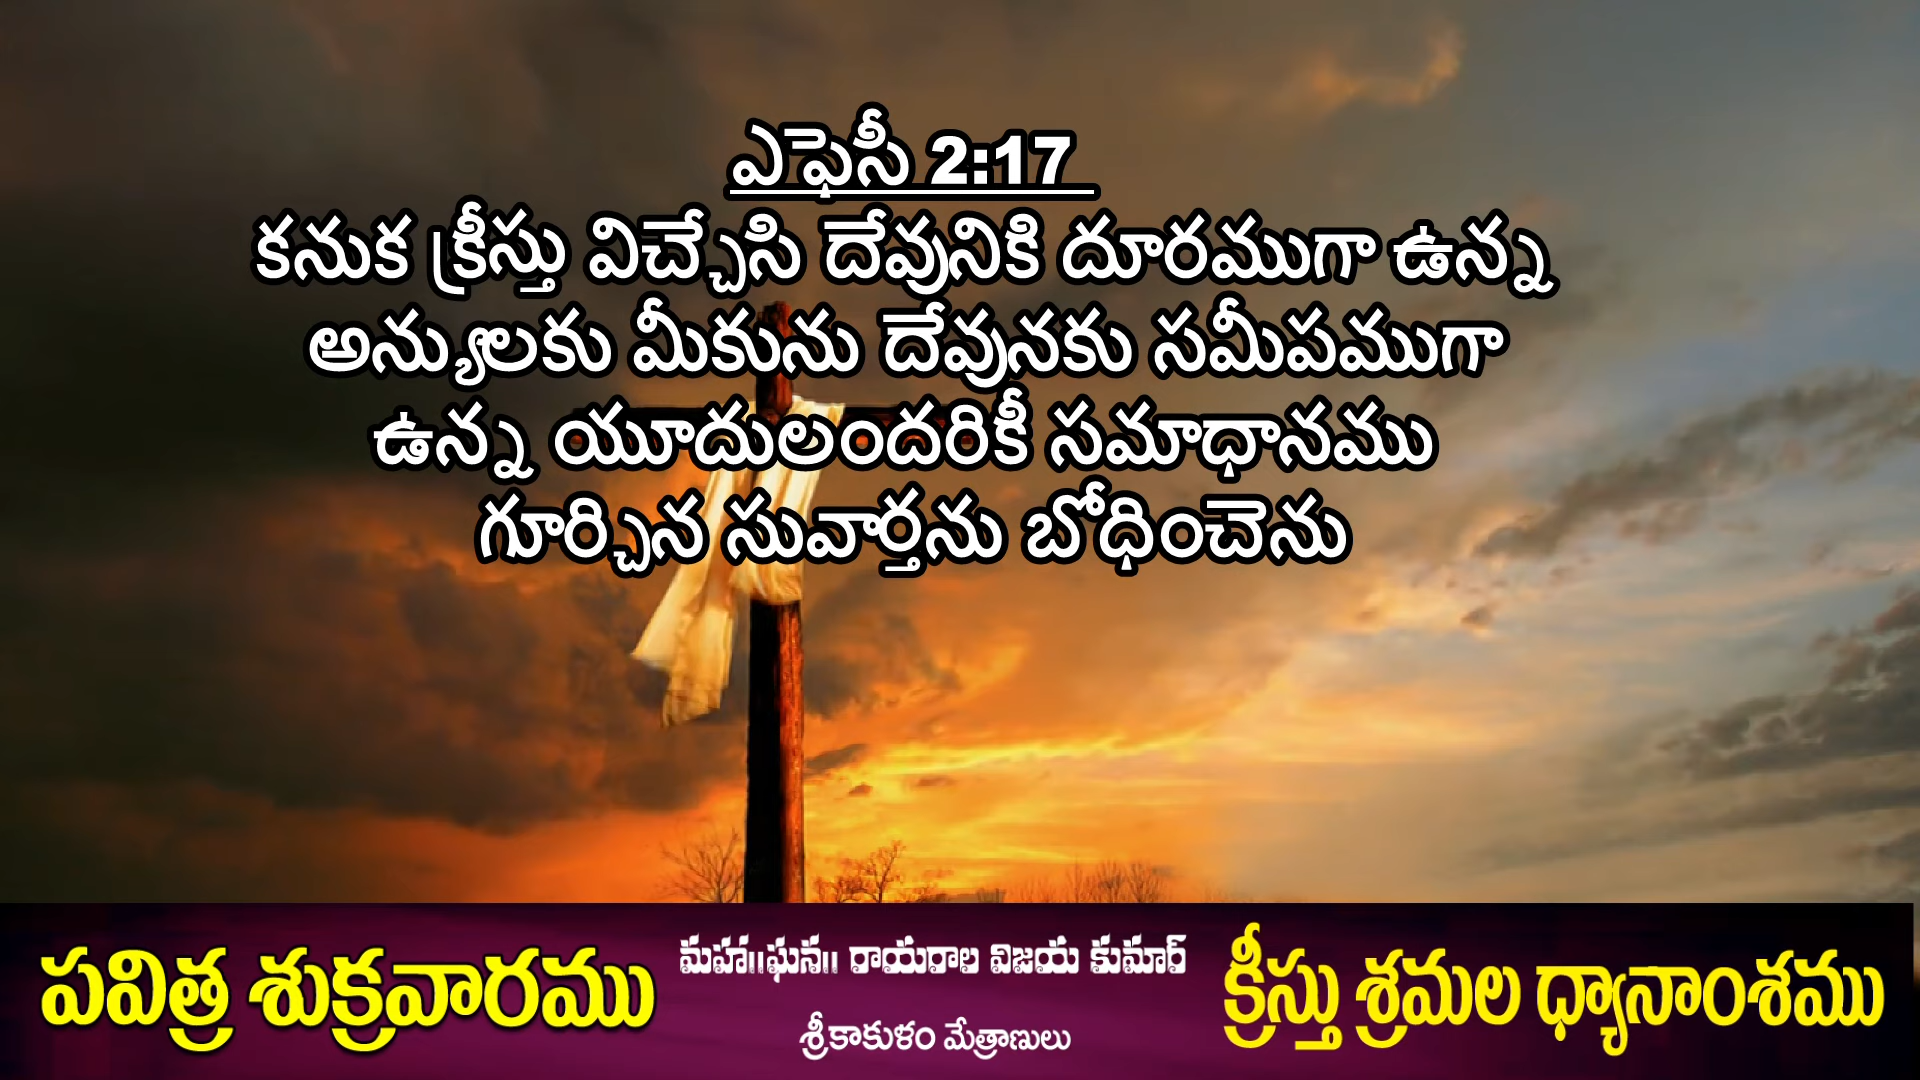 ఎఫెసీ 2:17
కనుక క్రీస్తు విచ్చేసి దేవునికి దూరముగా ఉన్న
అన్యులకు మీకును దేవునకు సమీపముగా
ఉన్న యూదులందరికీ సమాధానము
గూర్చిన సువార్తను బోధించెను
పవిత్ర శుక్రవారము
మహా॥ఘన॥ రాయరాల విజయ కుమార్
శ్రీకాకుళం మేత్రాణులు
క్రీస్తు శ్రమల ధ్యానాంశము